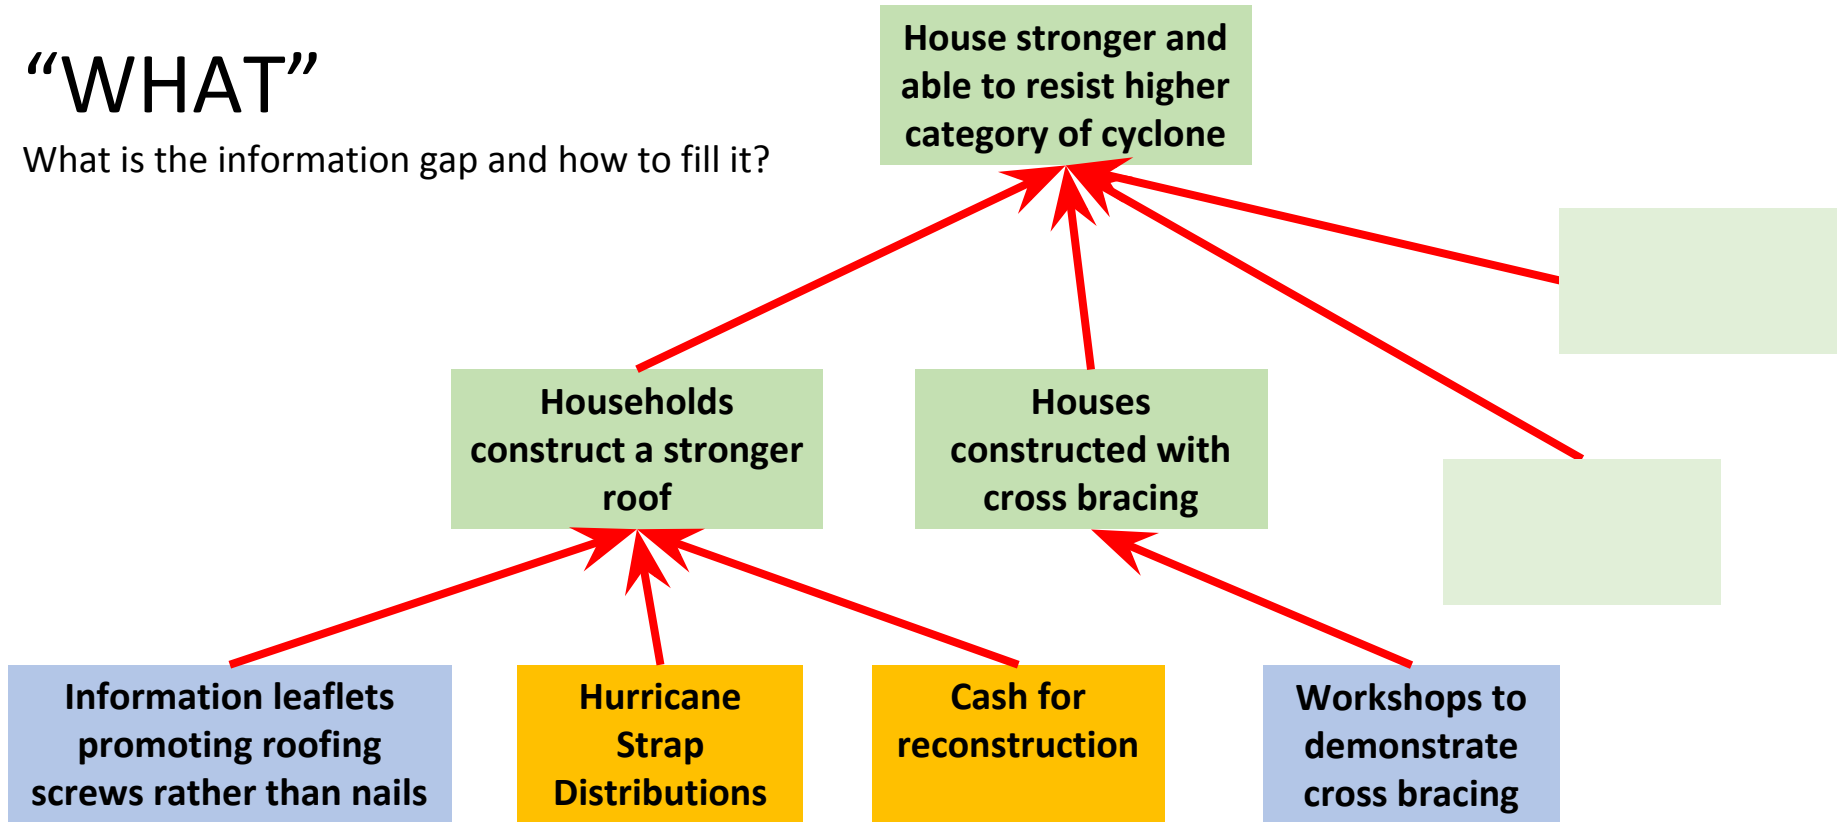 “WHAT”
What is the information gap and how to fill it?
House stronger and
able to resist higher
category of cyclone
Households
construct a stronger
roof
Houses
constructed with
cross bracing
Information leaflets
promoting roofing
screws rather than nails
Hurricane
Strap
Distributions
Cash for
reconstruction
Workshops to
demonstrate
cross bracing